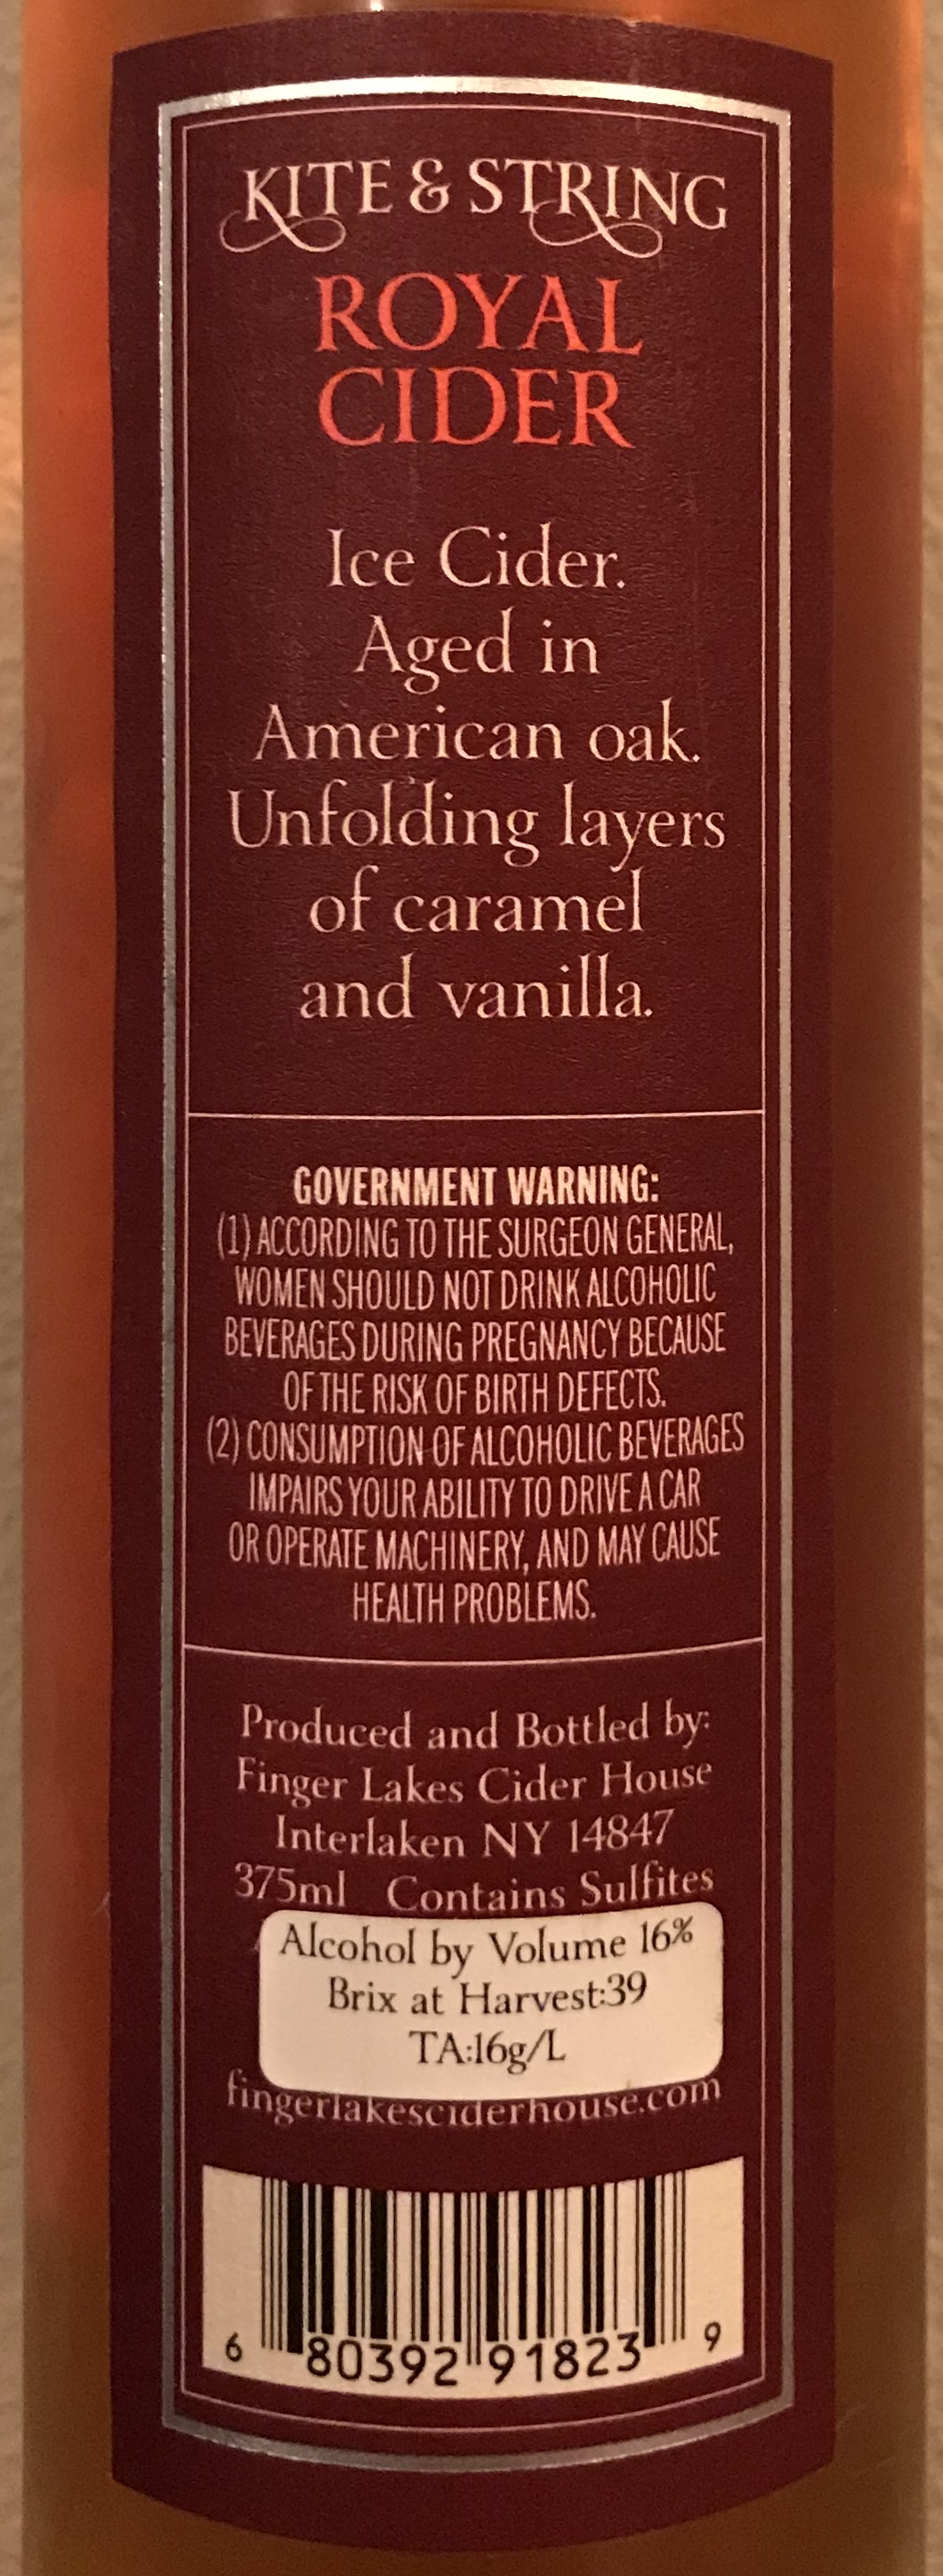 KITE & STRING
ROYAL
CIDER
Ice Cider.
Aged in
American oak.
Unfolding layers
of caramel
and vanilla.
GOVERNMENT WARNING:
(1) ACCORDING TO THE SURGEON GENERAL,
WOMEN SHOULD NOT DRINK ALCOHOLIC
BEVERAGES DURING PREGNANCY BECAUSE
OF THE RISK OF BIRTH DEFECTS.
(2) CONSUMPTION OF ALCOHOLIC BEVERAGES
IMPAIRS YOUR ABILITY TO DRIVE A CAR
OR OPERATE MACHINERY, AND MAY CAUSE
HEALTH PROBLEMS.
Produced and Bottled by:
Finger Lakes Cider House
Interlaken NY 14847
375ml Contains Sulfites
Alcohol by Volume 16%
Brix at Harvest:39
TA:16g/L
fingerlakesciderhouse.com
6 80392 91823 9